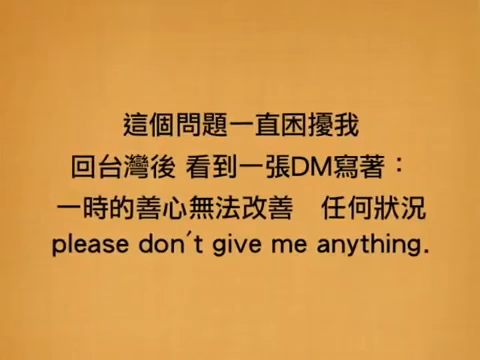 這個問題一直困擾我
回台灣後 看到一張DM寫著：
一時的善心無法改善　任何狀況
please don't give me anything.